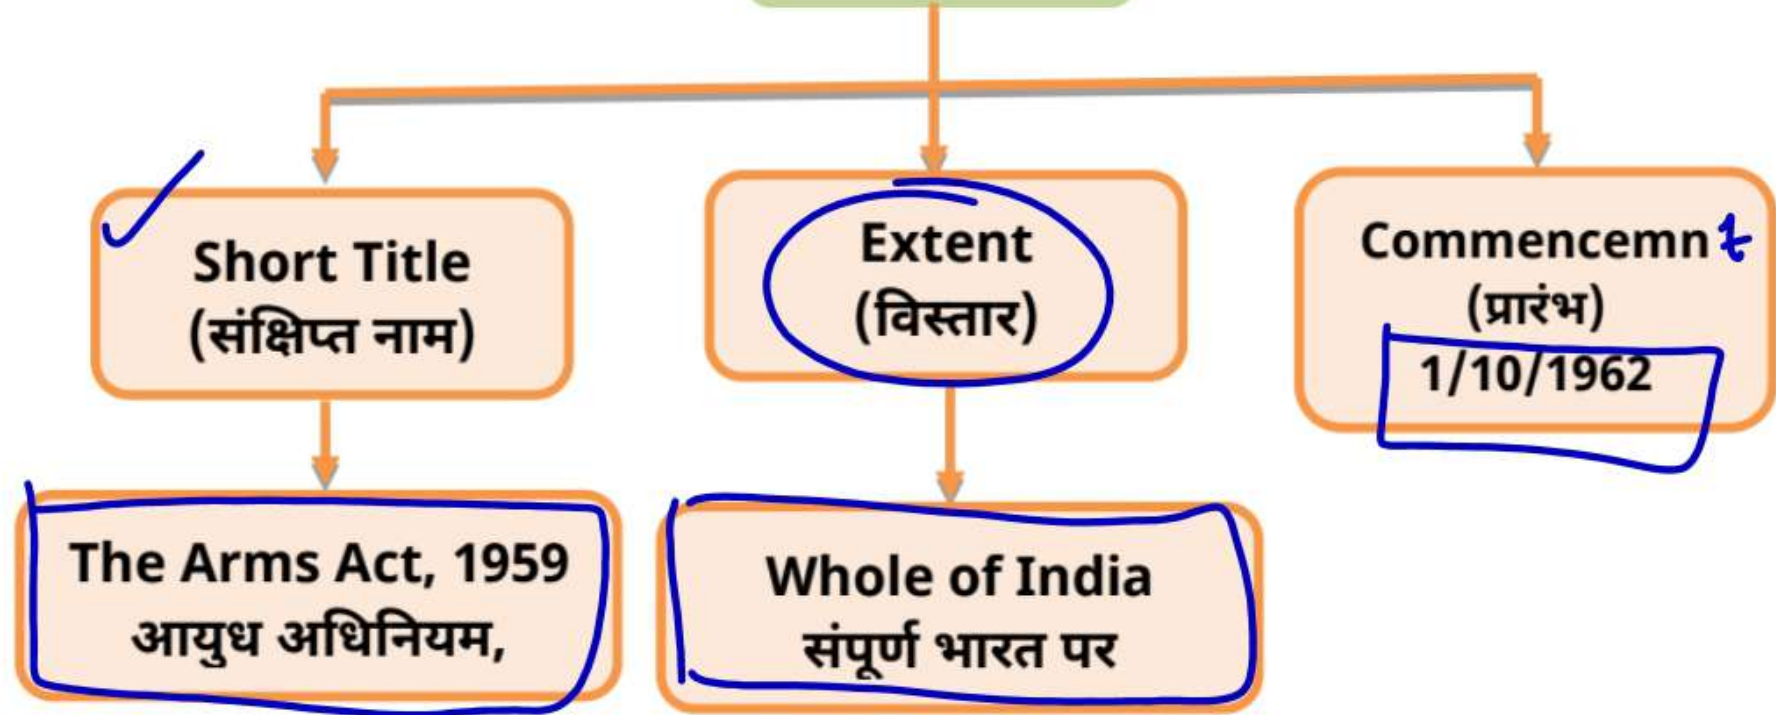 Short Title
(संक्षिप्त नाम)
Extent
(विस्तार)
Commencemnt
(प्रारंभ)
1/10/1962
The Arms Act, 1959
आयुध अधिनियम,
Whole of India
संपूर्ण भारत पर